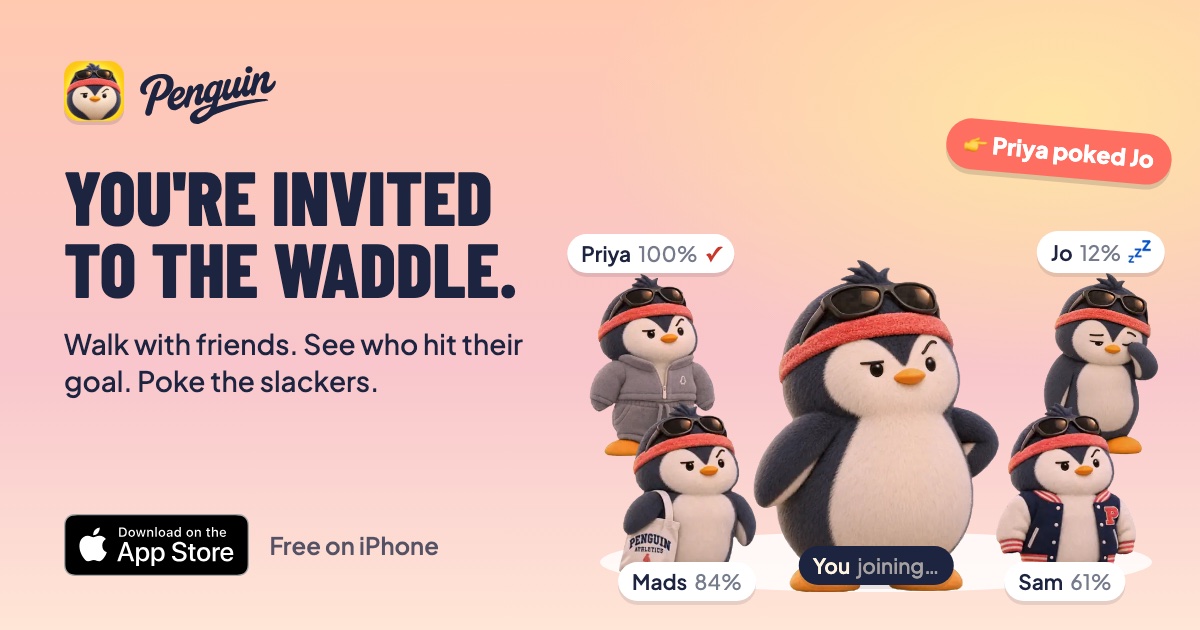 Penguin
YOU'RE INVITED
TO THE WADDLE.
Walk with friends. See who hit their
goal. Poke the slackers.
Download on the
App Store
Free on iPhone
👉 Priya poked Jo
Priya 100% ✓
Jo 12% 💤
PENGUIN
ATHLETICS
P
Mads 84%
You joining...
Sam 61%